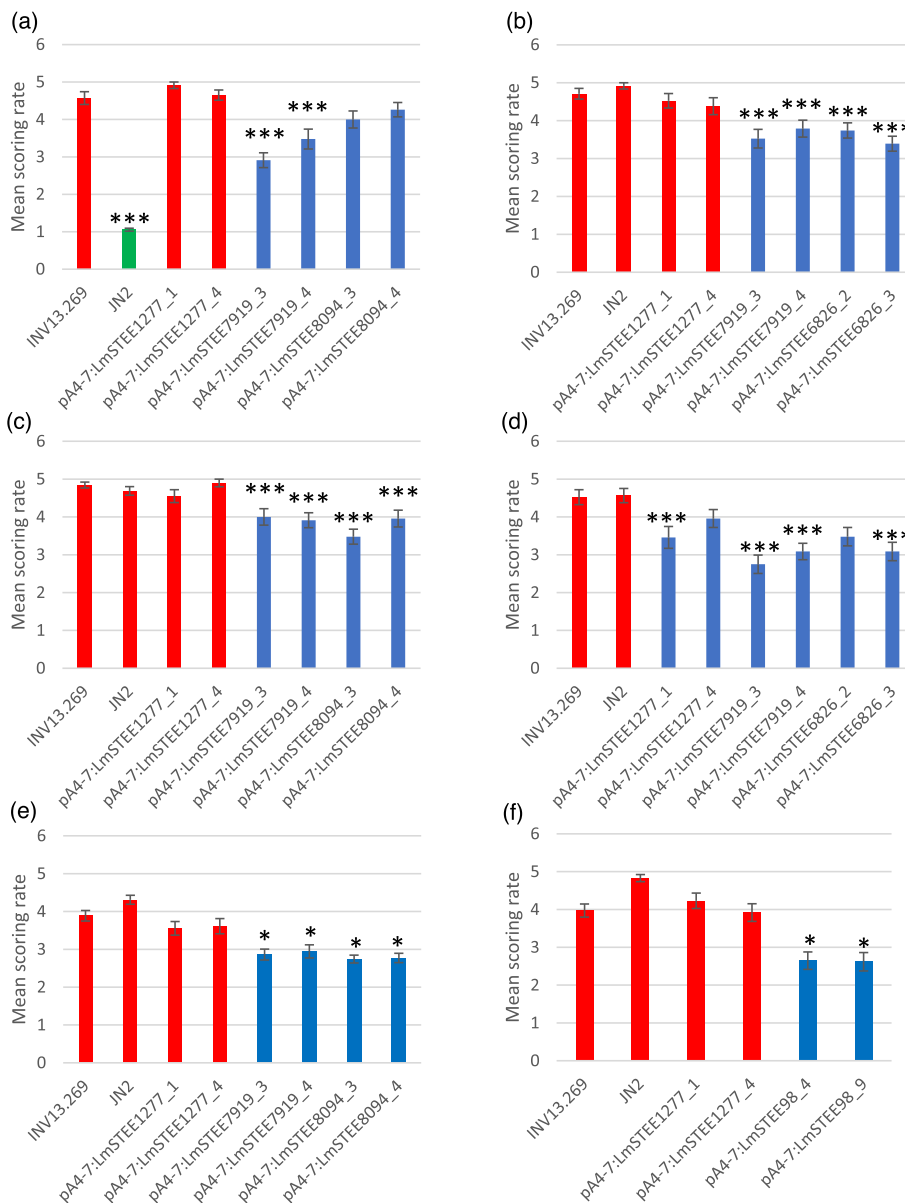 (a)
Mean scoring rate
6
5
4
3
2
1
0
***
***
***
INV13.269
JN2
pA4-7:LmSTEE1277_1
pA4-7:LmSTEE1277_4
pA4-7:LmSTEE7919_3
pA4-7:LmSTEE7919_4
pA4-7:LmSTEE8094_3
pA4-7:LmSTEE8094_4
(b)
Mean scoring rate
6
5
4
3
2
1
0
***
***
***
***
INV13.269
JN2
pA4-7:LmSTEE1277_1
pA4-7:LmSTEE1277_4
pA4-7:LmSTEE7919_3
pA4-7:LmSTEE7919_4
pA4-7:LmSTEE6826_2
pA4-7:LmSTEE6826_3
(c)
Mean scoring rate
6
5
4
3
2
1
0
***
***
***
***
INV13.269
JN2
pA4-7:LmSTEE1277_1
pA4-7:LmSTEE1277_4
pA4-7:LmSTEE7919_3
pA4-7:LmSTEE7919_4
pA4-7:LmSTEE8094_3
pA4-7:LmSTEE8094_4
(d)
Mean scoring rate
6
5
4
3
2
1
0
***
***
***
***
INV13.269
JN2
pA4-7:LmSTEE1277_1
pA4-7:LmSTEE1277_4
pA4-7:LmSTEE7919_3
pA4-7:LmSTEE7919_4
pA4-7:LmSTEE6826_2
pA4-7:LmSTEE6826_3
(e)
Mean scoring rate
6
5
4
3
2
1
0
*
*
*
*
INV13.269
JN2
pA4-7:LmSTEE1277_1
pA4-7:LmSTEE1277_4
pA4-7:LmSTEE7919_3
pA4-7:LmSTEE7919_4
pA4-7:LmSTEE8094_3
pA4-7:LmSTEE8094_4
(f)
Mean scoring rate
6
5
4
3
2
1
0
*
*
INV13.269
JN2
pA4-7:LmSTEE1277_1
pA4-7:LmSTEE1277_4
pA4-7:LmSTEE98_4
pA4-7:LmSTEE98_9